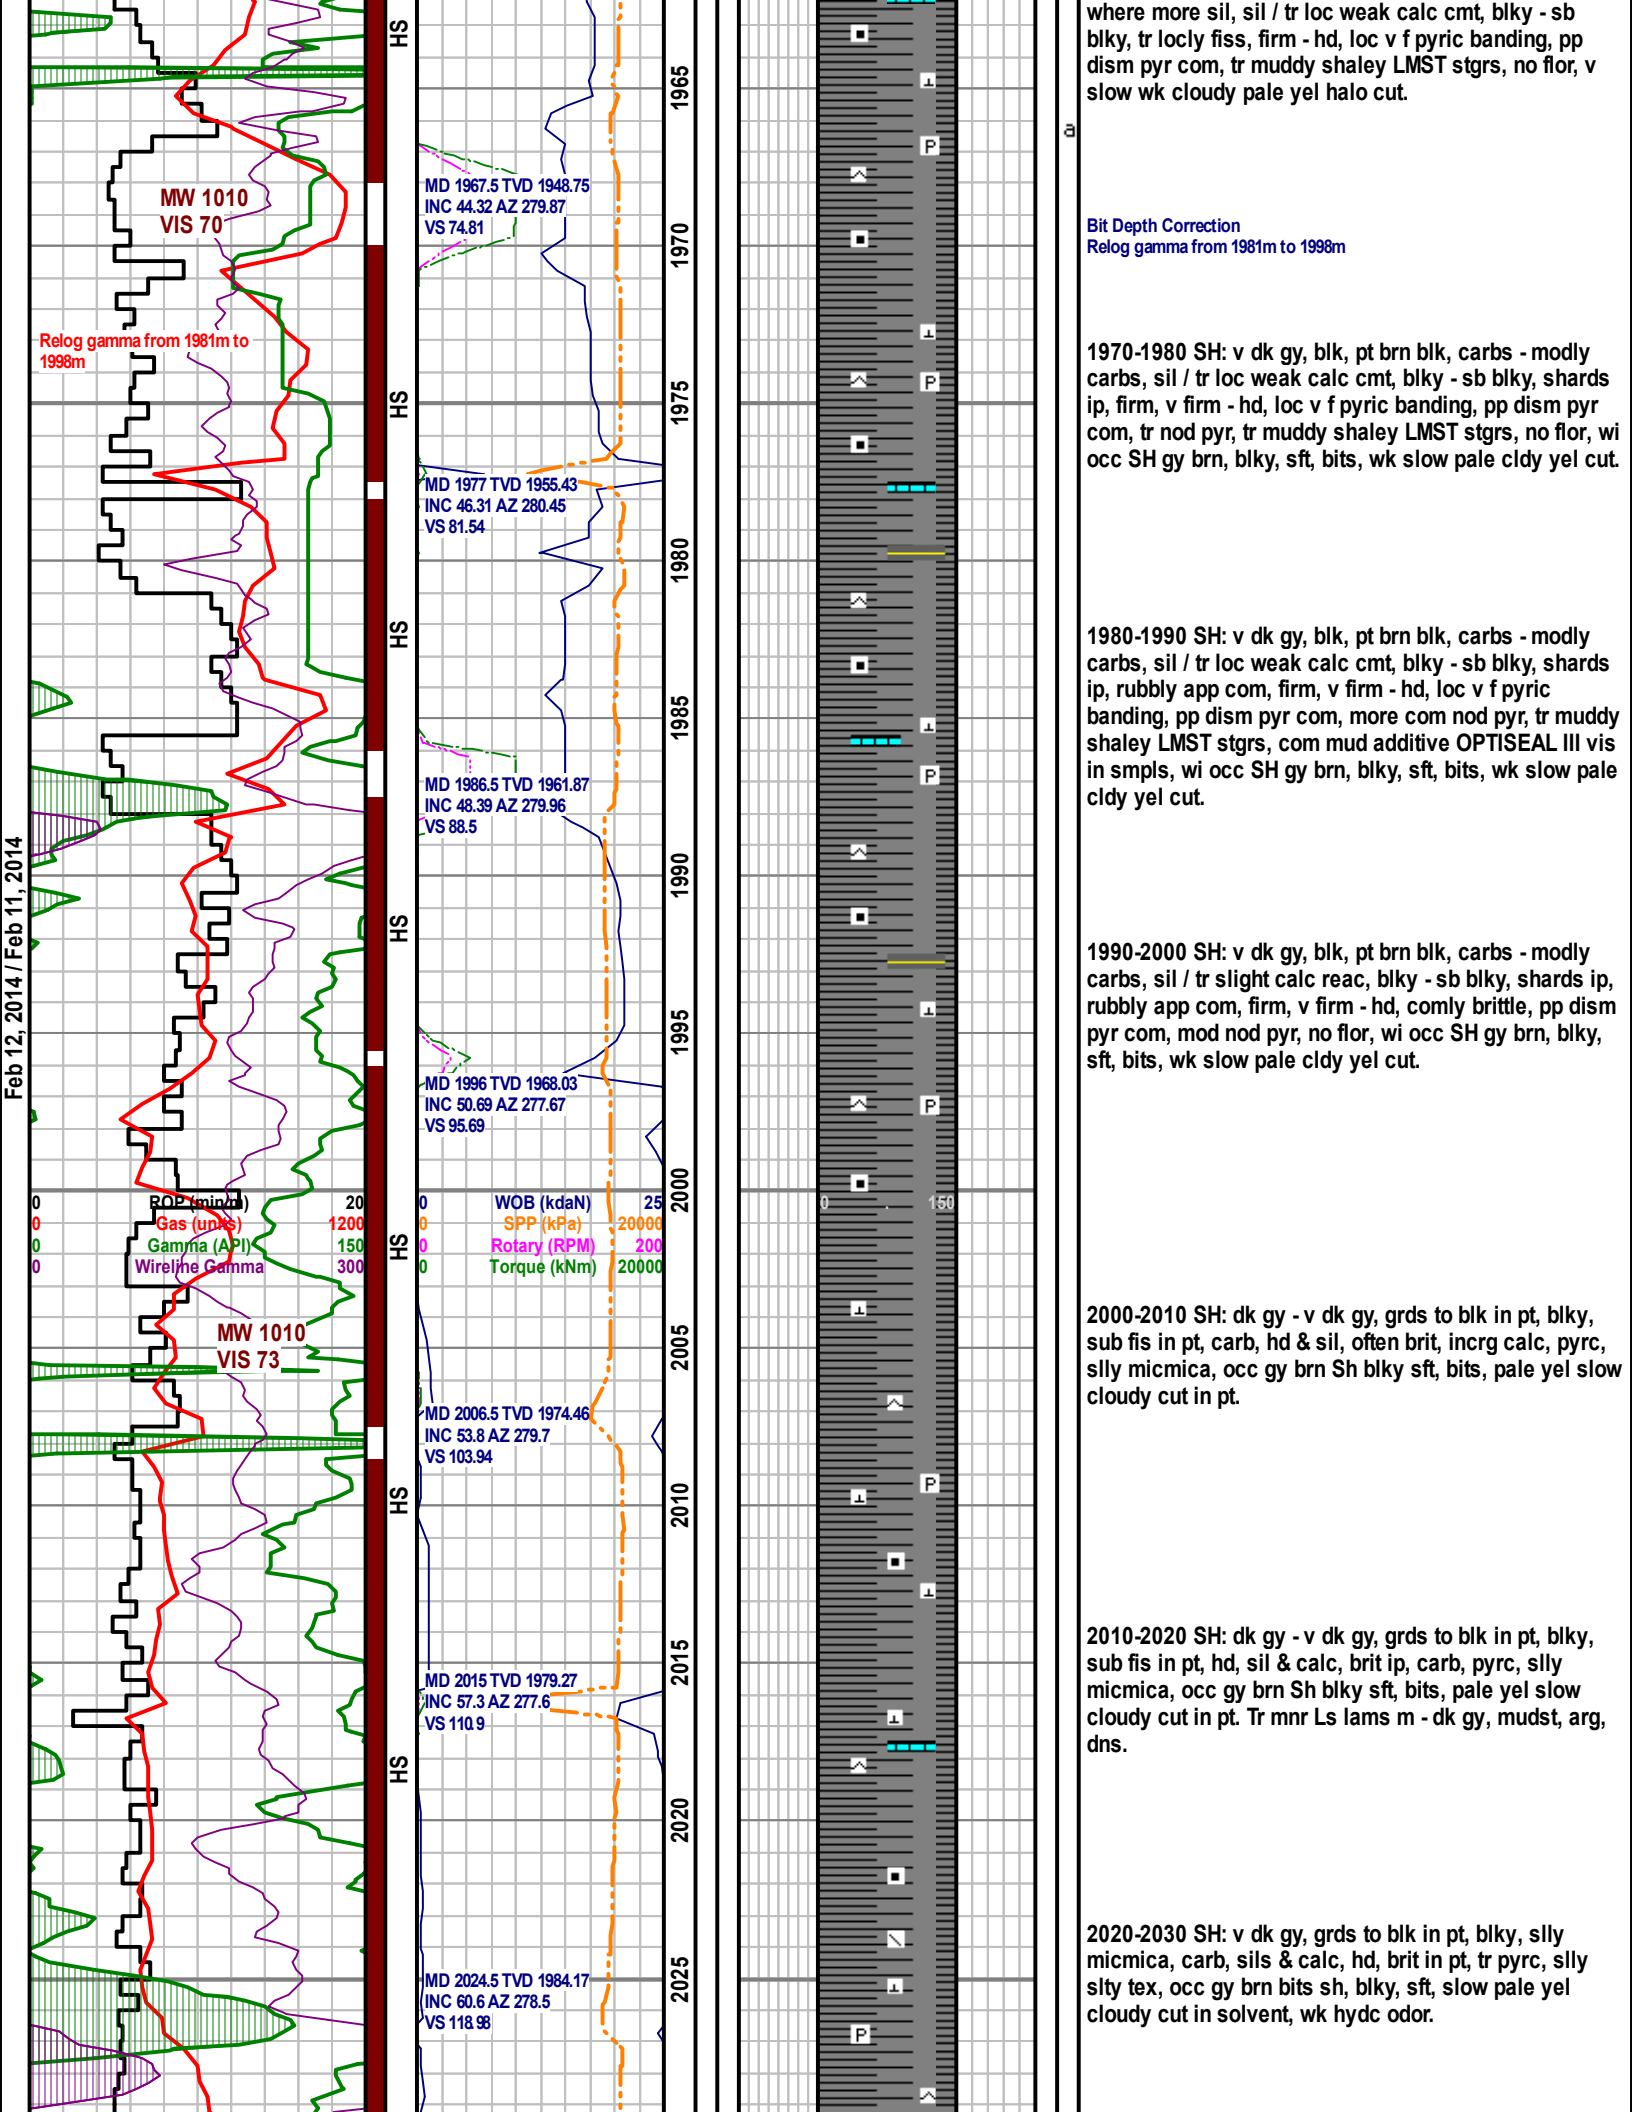 where more sil, sil / tr loc weak calc cmt, blky - sb
blky, tr locly fiss, firm - hd, loc v f pyric banding, pp
dism pyr com, tr muddy shaley LMST stgrs, no flor, v
slow wk cloudy pale yel halo cut.
Bit Depth Correction
Relog gamma from 1981m to 1998m
1970-1980 SH: v dk gy, blk, pt brn blk, carbs - modly
carbs, sil / tr loc weak calc cmt, blky - sb blky, shards
ip, firm, v firm - hd, loc v f pyric banding, pp dism pyr
com, tr nod pyr, tr muddy shaley LMST stgrs, no flor, wi
occ SH gy brn, blky, sft, bits, wk slow pale cldy yel cut.
1980-1990 SH: v dk gy, blk, pt brn blk, carbs - modly
carbs, sil / tr loc weak calc cmt, blky - sb blky, shards
ip, rubbly app com, firm, v firm - hd, loc v f pyric
banding, pp dism pyr com, more com nod pyr, tr muddy
shaley LMST stgrs, com mud additive OPTISEAL III vis
in smpls, wi occ SH gy brn, blky, sft, bits, wk slow pale
cldy yel cut.
1990-2000 SH: v dk gy, blk, pt brn blk, carbs - modly
carbs, sil / tr slight calc reac, blky - sb blky, shards ip,
rubbly app com, firm, v firm - hd, comly brittle, pp dism
pyr com, mod nod pyr, no flor, wi occ SH gy brn, blky,
sft, bits, wk slow pale cldy yel cut.
2000-2010 SH: dk gy - v dk gy, grds to blk in pt, blky,
sub fis in pt, carb, hd & sil, often brit, incrg calc, pyrc,
slly micmica, occ gy brn Sh blky sft, bits, pale yel slow
cloudy cut in pt.
2010-2020 SH: dk gy - v dk gy, grds to blk in pt, blky,
sub fis in pt, hd, sil & calc, brit ip, carb, pyrc, slly
micmica, occ gy brn Sh blky sft, bits, pale yel slow
cloudy cut in pt. Tr mnr Ls lams m - dk gy, mudst, arg,
dns.
2020-2030 SH: v dk gy, grds to blk in pt, blky, slly
micmica, carb, sils & calc, hd, brit in pt, tr pyrc, slly
slty tex, occ gy brn bits sh, blky, sft, slow pale yel
cloudy cut in solvent, wk hydc odor.
MW 1010
VIS 70
Relog gamma from 1981m to
1998m
Feb 12, 2014 / Feb 11, 2014
0 ROP (min/m) 20
0 Gas (units) 1200
0 Gamma (API) 150
0 Wireline Gamma 300
MW 1010
VIS 73
HS
HS
HS
HS
HS
HS
HS
MD 1967.5 TVD 1948.75
INC 44.32 AZ 279.87
VS 74.81
MD 1977 TVD 1955.43
INC 46.31 AZ 280.45
VS 81.54
MD 1986.5 TVD 1961.87
INC 48.39 AZ 279.96
VS 88.5
MD 1996 TVD 1968.03
INC 50.69 AZ 277.67
VS 95.69
0 WOB (kdaN) 25
0 SPP (kPa) 20000
0 Rotary (RPM) 200
0 Torque (kNm) 20000
MD 2006.5 TVD 1974.46
INC 53.8 AZ 279.7
VS 103.94
MD 2015 TVD 1979.27
INC 57.3 AZ 277.6
VS 110.9
MD 2024.5 TVD 1984.17
INC 60.6 AZ 278.5
VS 118.98
1965
1970
1975
1980
1985
1990
1995
2000
2005
2010
2015
2020
2025
0 150
P
P
P
P
P
P
a